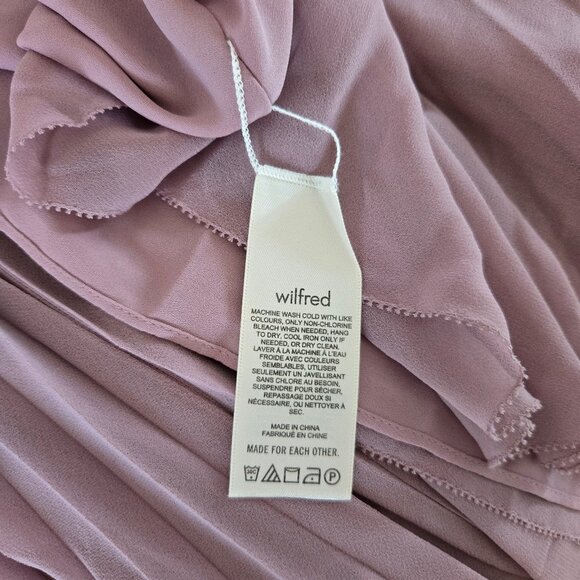 wilfred
MACHINE WASH COLD WITH LIKE
COLOURS, ONLY NON-CHLORINE
BLEACH WHEN NEEDED, HANG
TO DRY. COOL IRON ONLY IF
NEEDED, OR DRY CLEAN.
LAVER À LA MACHINE À L'EAU
FROIDE AVEC COULEURS
SEMBLABLES, UTILISER
SEULEMENT UN JAVELLISANT
SANS CHLORE AU BESOIN,
SUSPENDRE POUR SÉCHER,
REPASSAGE DOUX SI
NÉCESSAIRE, OU NETTOYER À
SEC.
MADE IN CHINA
FABRIQUÉ EN CHINE
MADE FOR EACH OTHER.
30C P